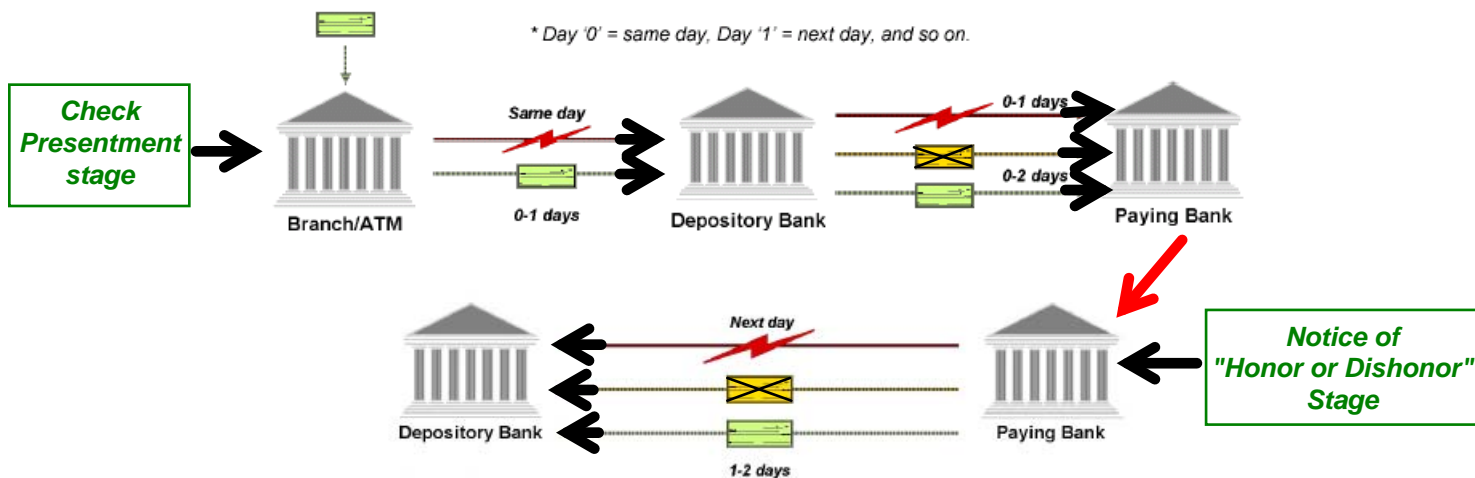 * Day ‘0’ = same day, Day ‘1’ = next day, and so on.
Check
Presentment
stage
Same day
0-1 days
Branch/ATM
Depository Bank
0-1 days
0-2 days
Paying Bank
Next day
1-2 days
Depository Bank
Paying Bank
Notice of
"Honor or Dishonor"
Stage